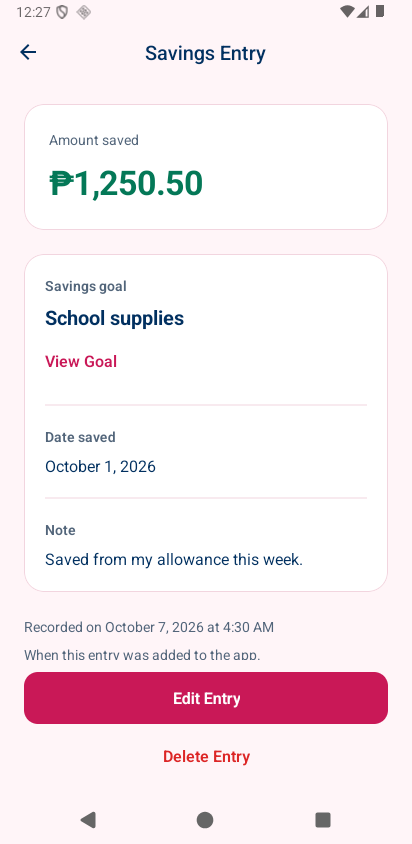 12:27
Savings Entry
Amount saved
₱1,250.50
Savings goal
School supplies
View Goal
Date saved
October 1, 2026
Note
Saved from my allowance this week.
Recorded on October 7, 2026 at 4:30 AM
When this entry was added to the app.
Edit Entry
Delete Entry